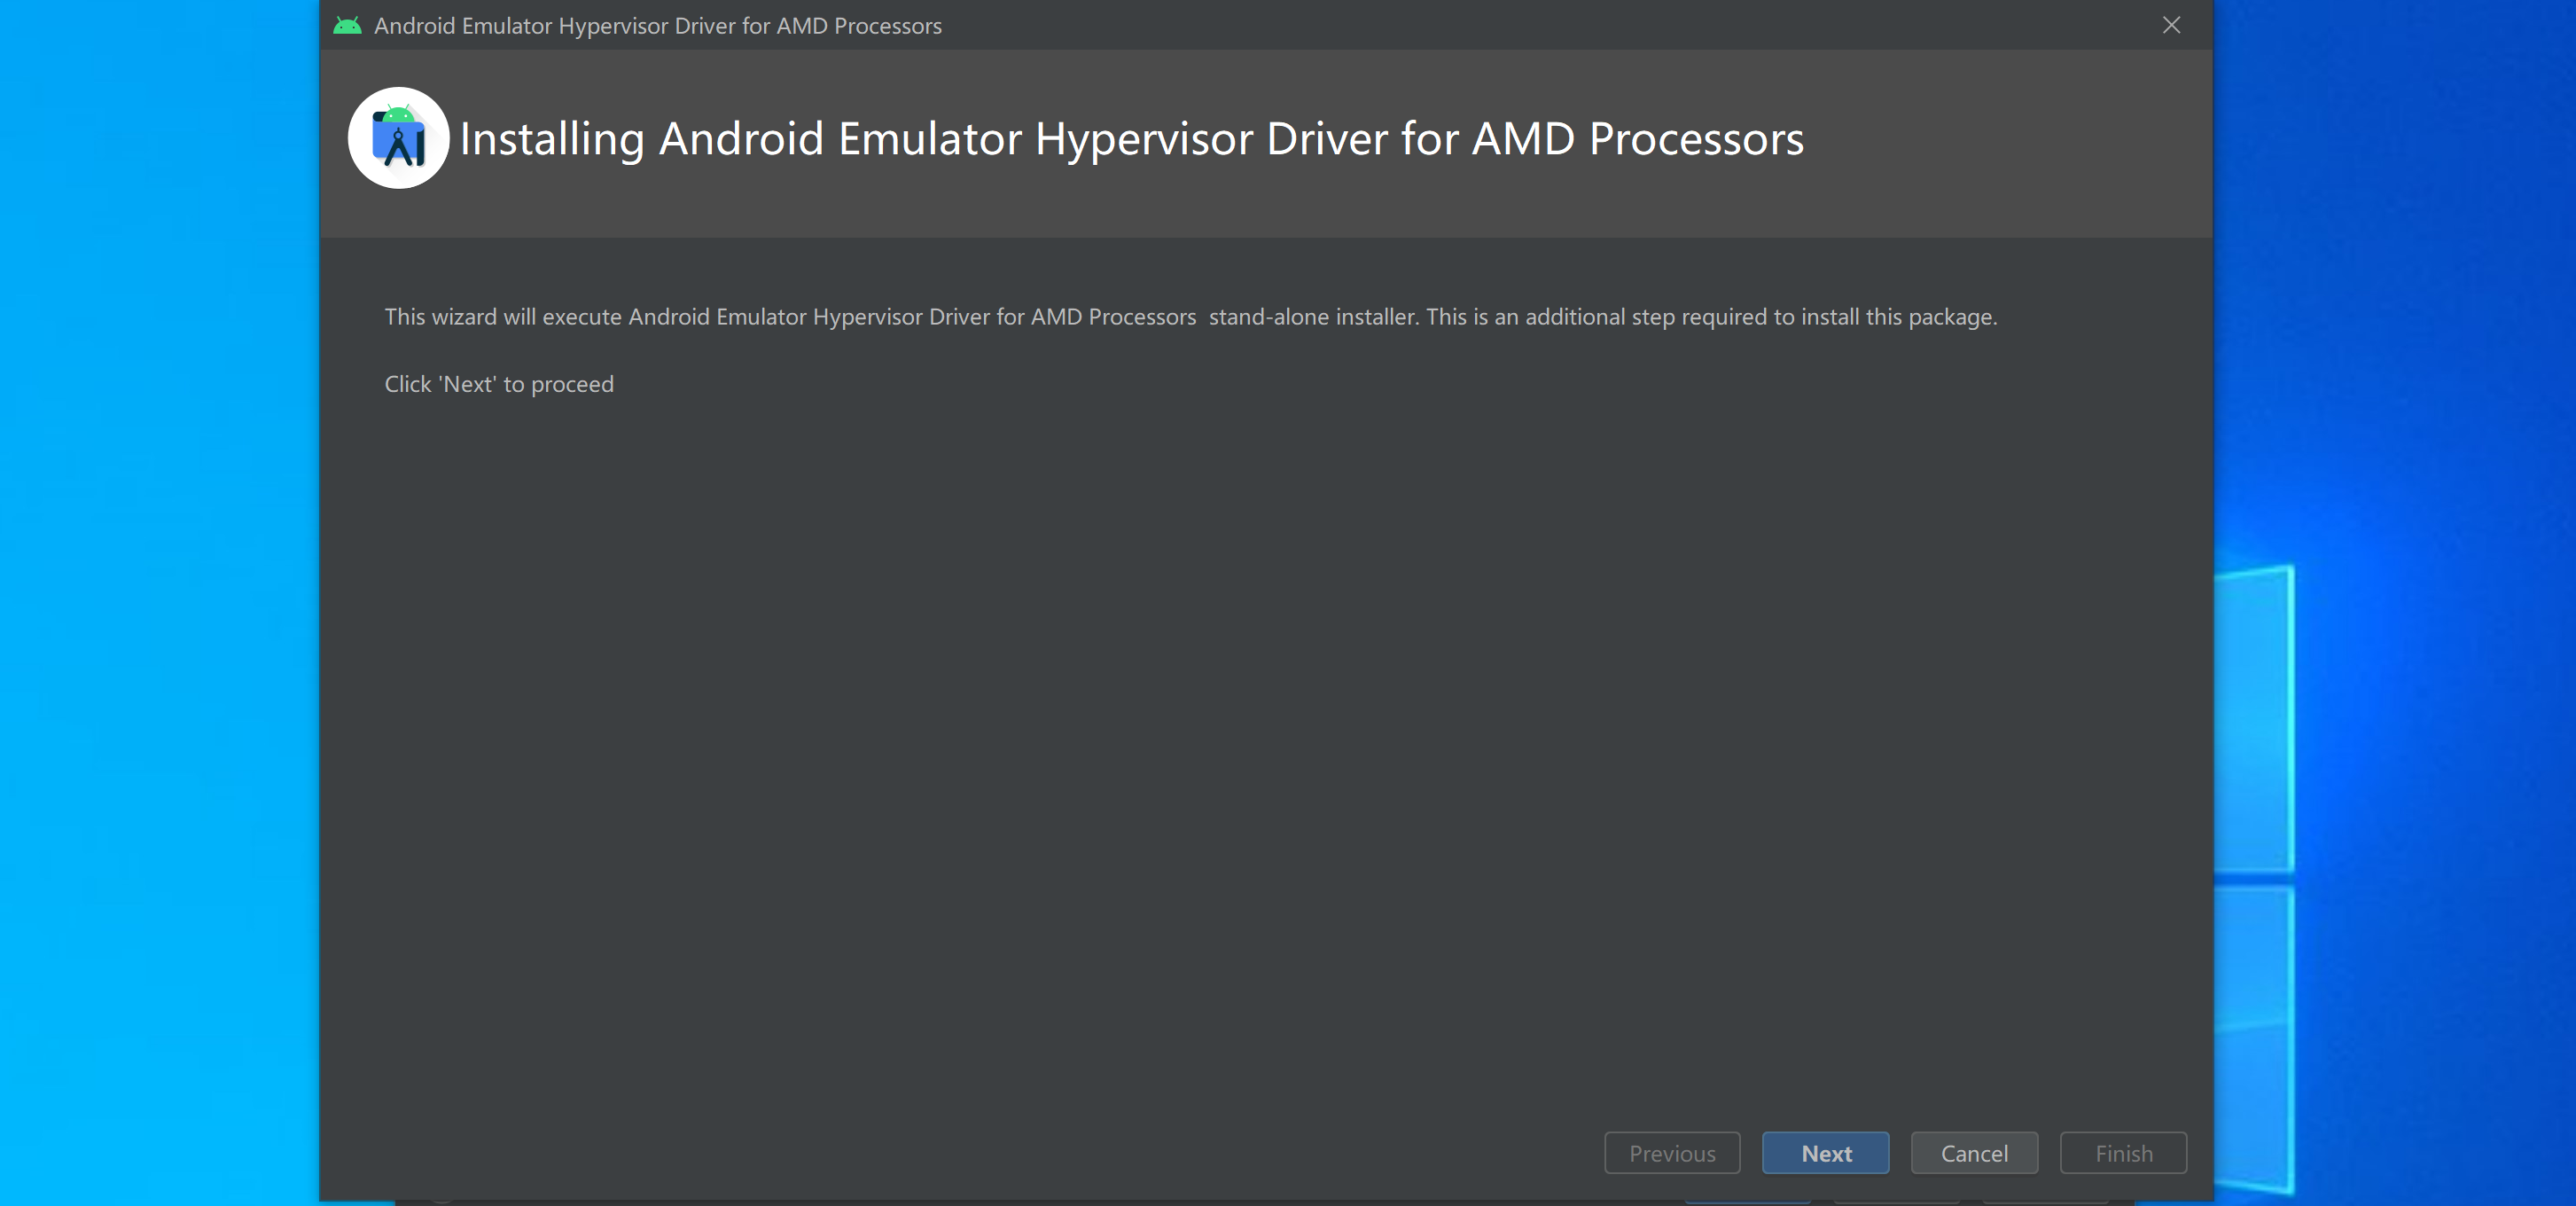 Android Emulator Hypervisor Driver for AMD Processors
Installing Android Emulator Hypervisor Driver for AMD Processors
This wizard will execute Android Emulator Hypervisor Driver for AMD Processors  stand-alone installer. This is an additional step required to install this package.
Click 'Next' to proceed
Previous Next Cancel Finish